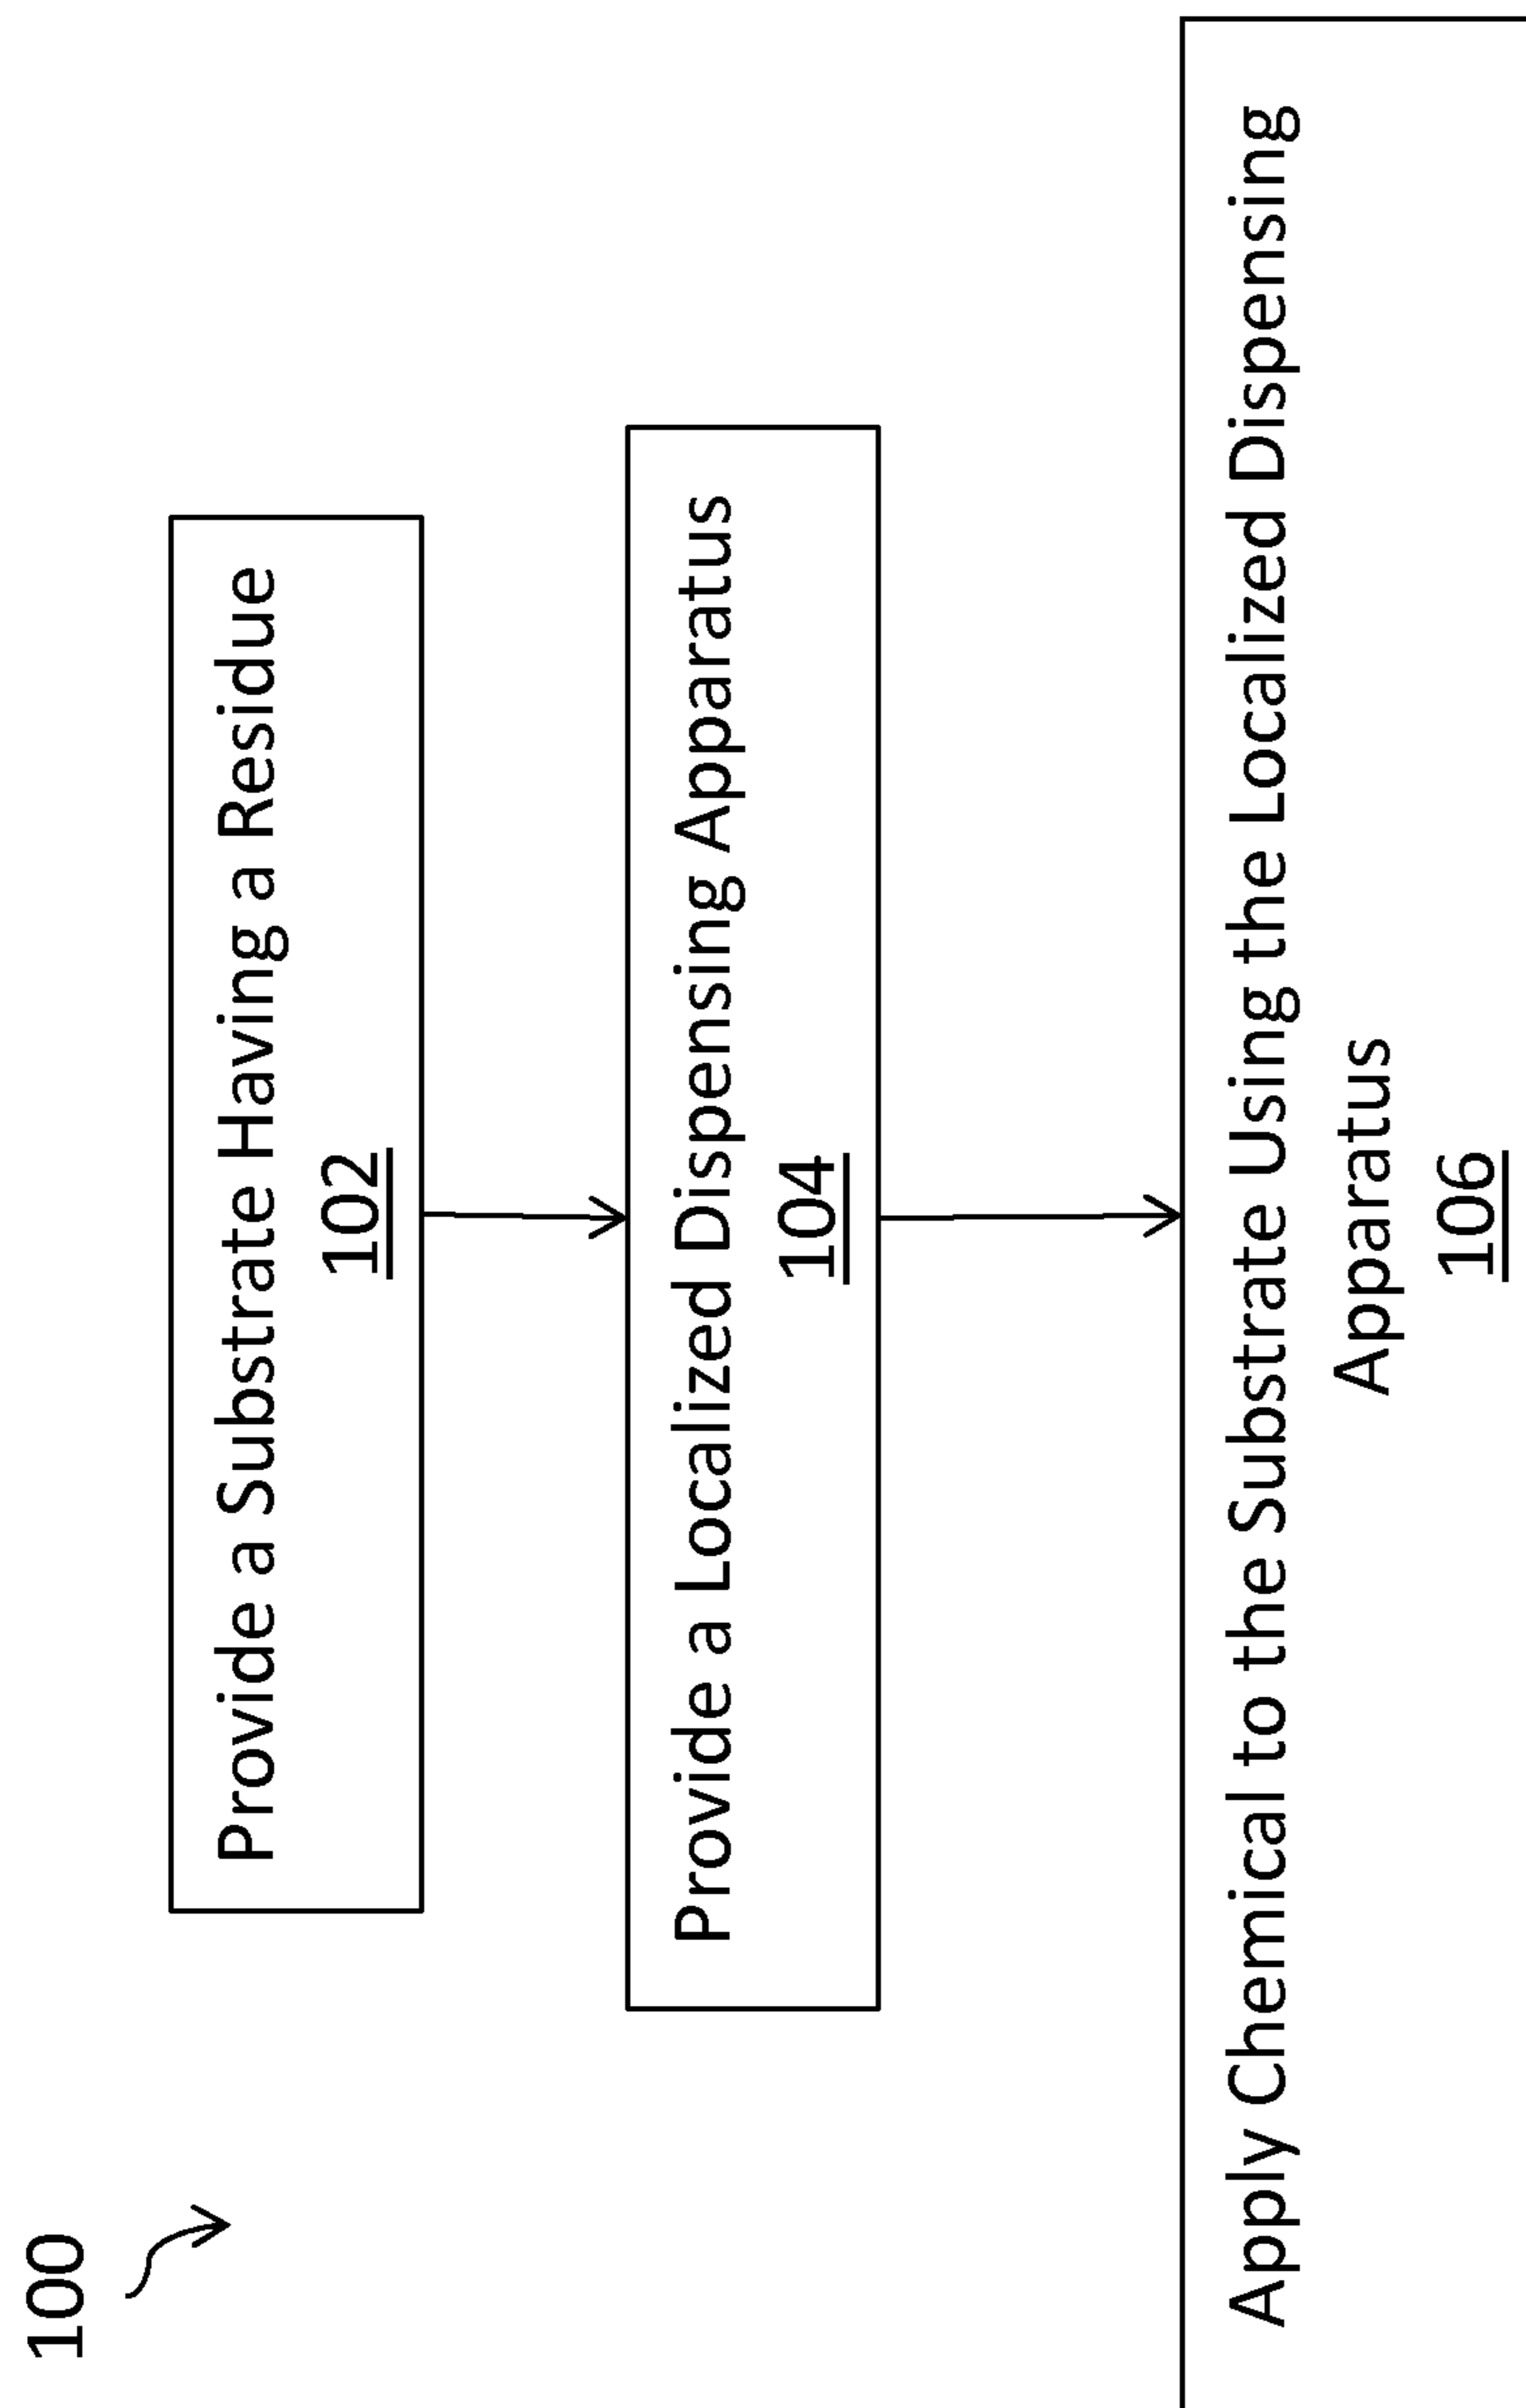 100
Provide a Substrate Having a Residue
102
Provide a Localized Dispensing Apparatus
104
Apply Chemical to the Substrate Using the Localized Dispensing
Apparatus
106